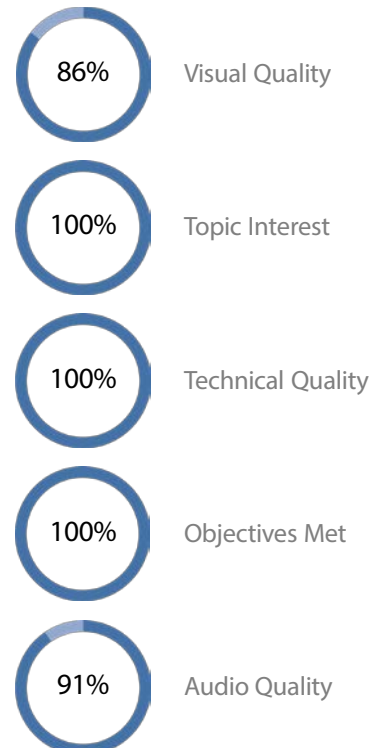 86% Visual Quality
100% Topic Interest
100% Technical Quality
100% Objectives Met
91% Audio Quality